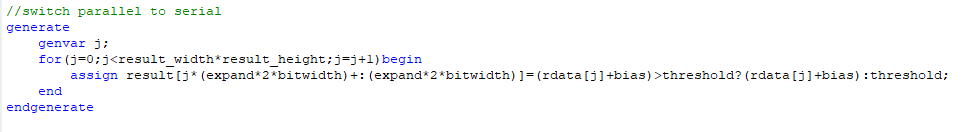 //switch parallel to serial
generate
    genvar j;
    for(j=0;j<result_width*result_height;j=j+1)begin
        assign result[j*(expand*2*bitwidth)+:(expand*2*bitwidth)]=(rdata[j]+bias)>threshold?(rdata[j]+bias):threshold;
    end
endgenerate